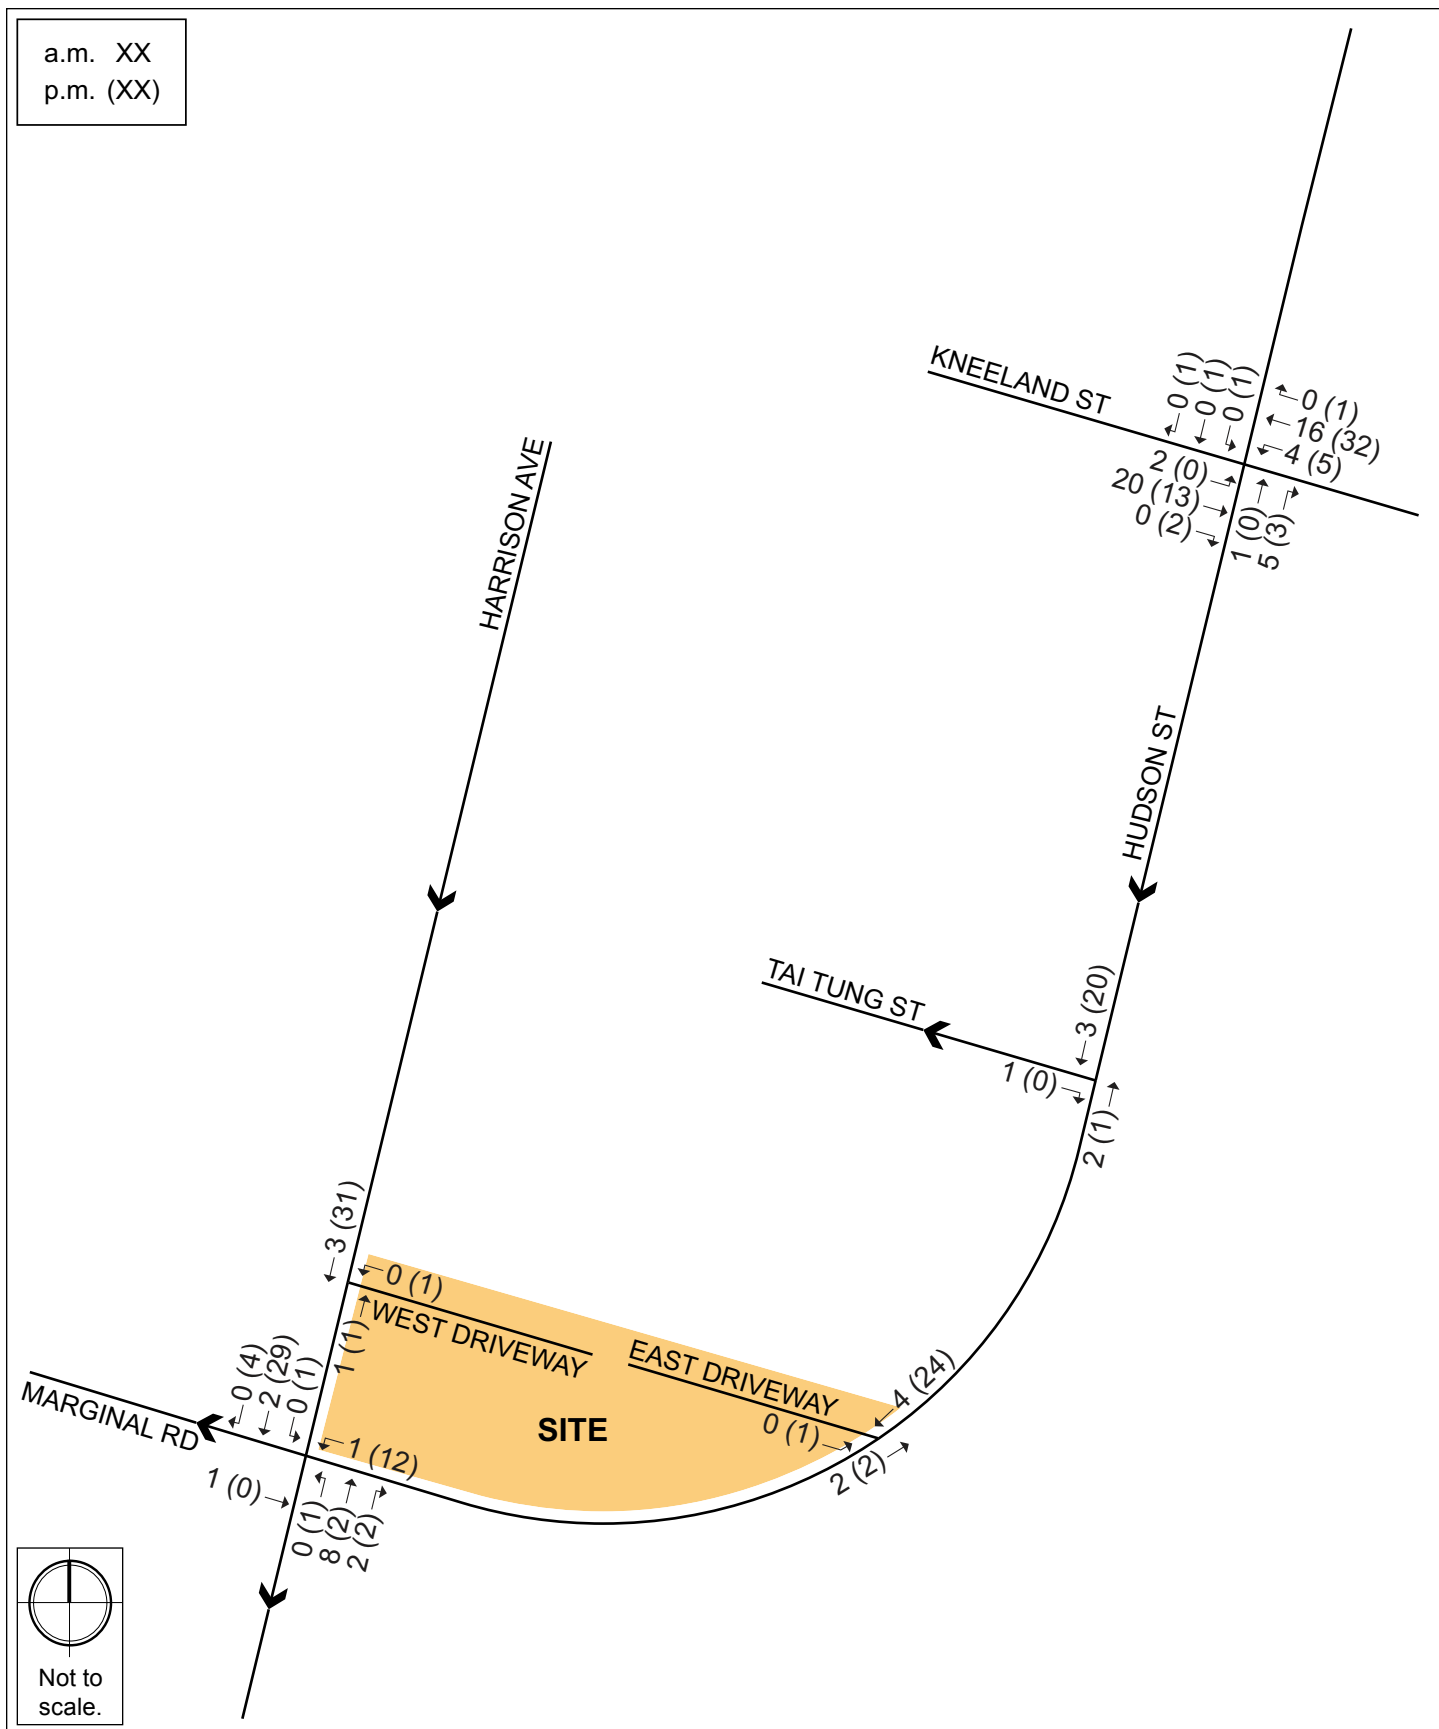 a.m. XX
p.m. (XX)
KNEELAND ST
0 (1)
0 (1)
0 (1)
0 (1)
16 (32)
4 (5)
2 (0)
20 (13)
0 (2)
1 (0)
5 (3)
HARRISON AVE
HUDSON ST
TAI TUNG ST
3 (20)
1 (0)
2 (1)
3 (31)
0 (1)
WEST DRIVEWAY
1 (1)
EAST DRIVEWAY
4 (24)
0 (1)
2 (2)
SITE
MARGINAL RD
0 (4)
2 (29)
0 (1)
1 (12)
1 (0)
0 (1)
8 (2)
2 (2)
Not to
scale.